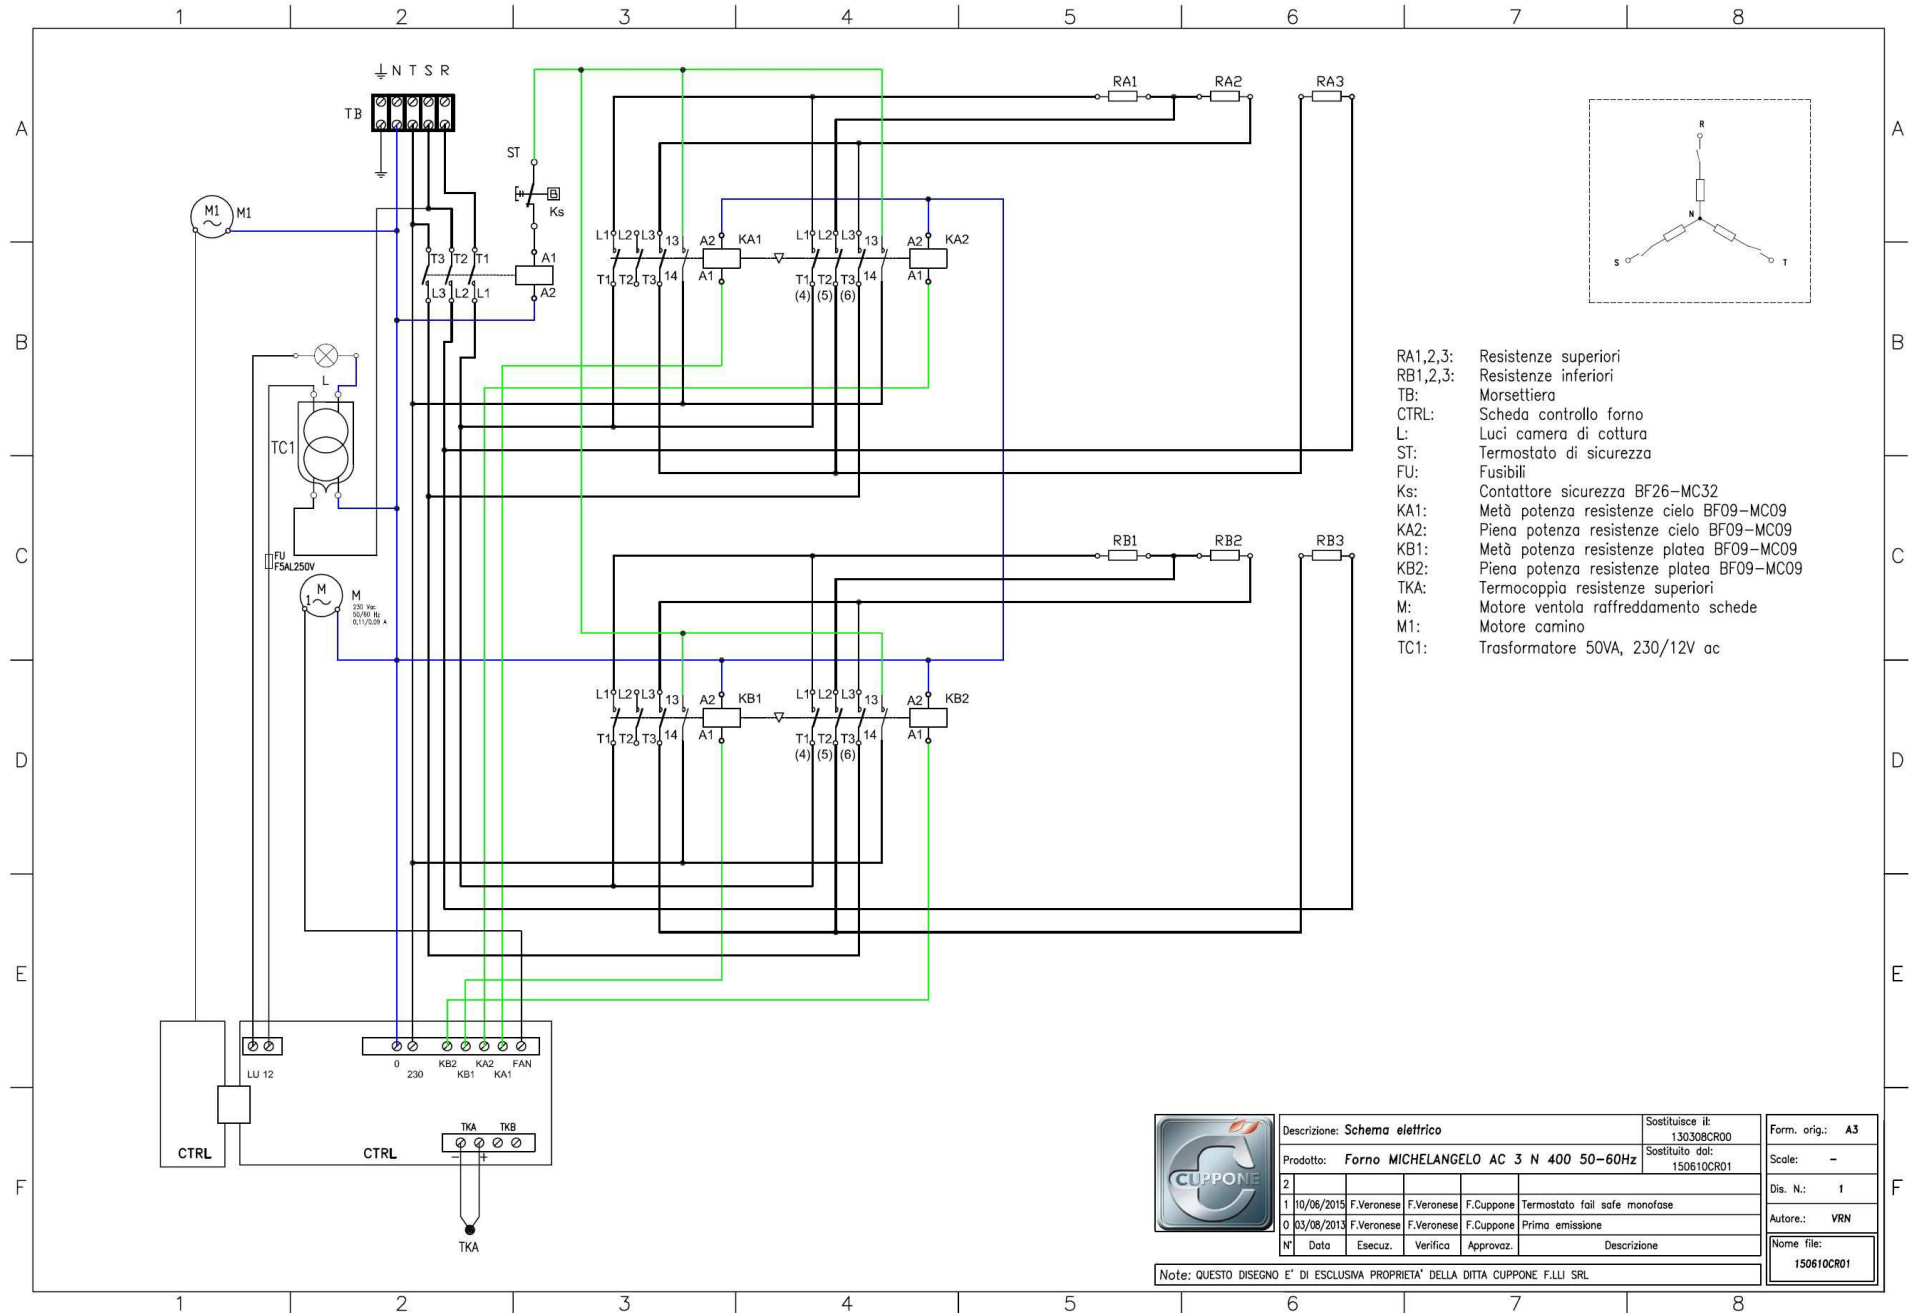 1 2 3 4 5 6 7 8
N T S R
TB
RA1 RA2 RA3
A A
R
ST
B
Ks
M1 M1
N
S T
L1 L2 L3 13 A2 KA1 L1 L2 L3 13 A2 KA2
T3 T2 T1 A1
T1 T2 T3 14 A1 T1 T2 T3 14 A1
L3 L2 L1 A2
(4) (5) (6)
B B
L
TC1
RA1,2,3: Resistenze superiori
RB1,2,3: Resistenze inferiori
TB: Morsettiera
CTRL: Scheda controllo forno
L: Luci camera di cottura
ST: Termostato di sicurezza
FU: Fusibili
Ks: Contattore sicurezza BF26-MC32
KA1: Metà potenza resistenze cielo BF09-MC09
KA2: Piena potenza resistenze cielo BF09-MC09
KB1: Metà potenza resistenze platea BF09-MC09
KB2: Piena potenza resistenze platea BF09-MC09
TKA: Termocoppia resistenze superiori
M: Motore ventola raffreddamento schede
M1: Motore camino
TC1: Trasformatore 50VA, 230/12V ac
RB1 RB2 RB3
C C
FU
F5AL250V
M
1
M
230 Vac
50/60 Hz
0,11/0,09 A
L1 L2 L3 13 A2 KB1 L1 L2 L3 13 A2 KB2
T1 T2 T3 14 A1 T1 T2 T3 14 A1
(4) (5) (6)
D D
E E
LU 12
0 230 KB2 KB1 KA2 KA1 FAN
TKA TKB
- +
CTRL CTRL
TKA
F F
CUPPONE
Descrizione: Schema elettrico
Sostituisce il:
130308CR00
Prodotto: Forno MICHELANGELO AC 3 N 400 50-60Hz
Sostituito dal:
150610CR01
2
1 10/06/2015 F.Veronese F.Veronese F.Cuppone Termostato fail safe monofase
0 03/08/2013 F.Veronese F.Veronese F.Cuppone Prima emissione
N° Data Esecuz. Verifica Approvaz. Descrizione
Form. orig.: A3
Scale: -
Dis. N.: 1
Autore.: VRN
Nome file:
150610CR01
Note: QUESTO DISEGNO E' DI ESCLUSIVA PROPRIETA' DELLA DITTA CUPPONE F.LLI SRL
1 2 3 4 5 6 7 8